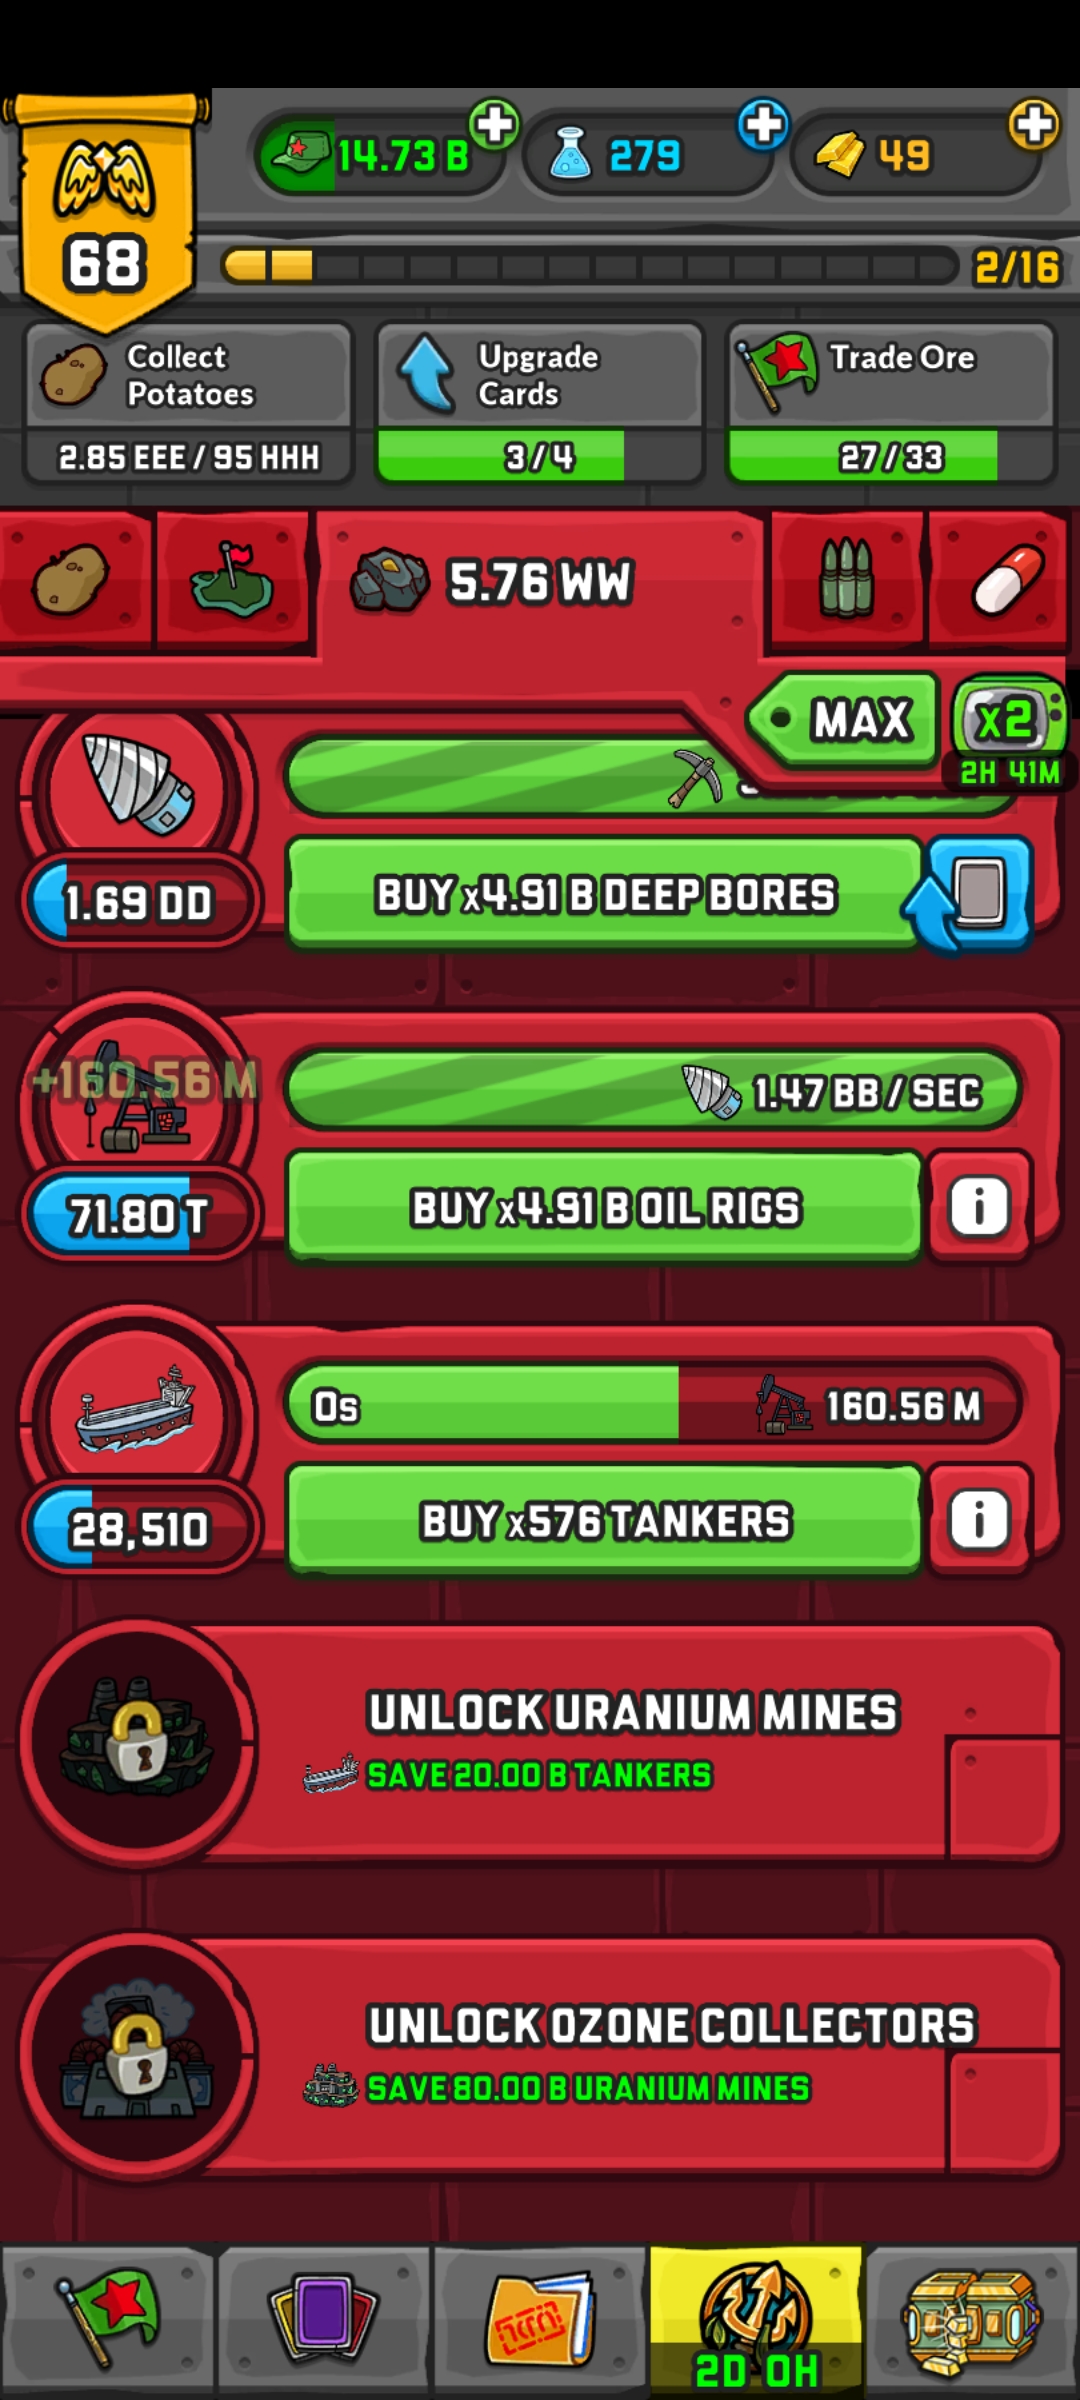 14.73 B
279
49
68
2/16
Collect
Potatoes
Upgrade
Cards
Trade Ore
2.85 EEE / 95 HHH
3/4
27/33
5.76 WW
MAX
x2
2H 41M
1.69 DD
BUY x4.91 B DEEP BORES
+160.56 M
1.47 BB / SEC
71.80 T
BUY x4.91 B OIL RIGS
i
0s
160.56 M
28,510
BUY x576 TANKERS
i
UNLOCK URANIUM MINES
SAVE 20.00 B TANKERS
UNLOCK OZONE COLLECTORS
SAVE 80.00 B URANIUM MINES
2D 0H